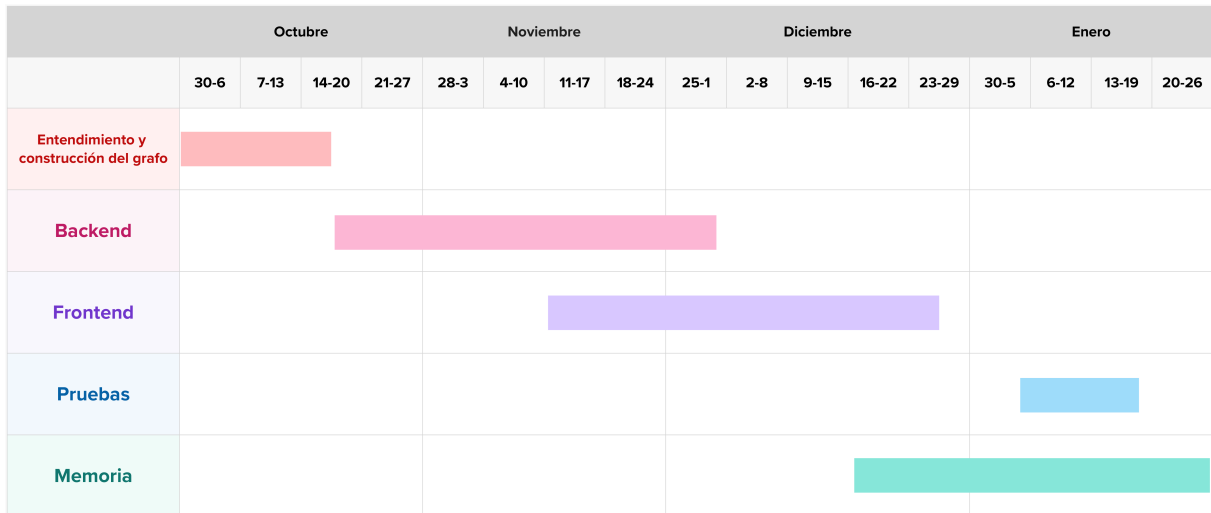 Octubre Noviembre Diciembre Enero
30-6 7-13 14-20 21-27 28-3 4-10 11-17 18-24 25-1 2-8 9-15 16-22 23-29 30-5 6-12 13-19 20-26
Entendimiento y
construcción del grafo
Backend
Frontend
Pruebas
Memoria